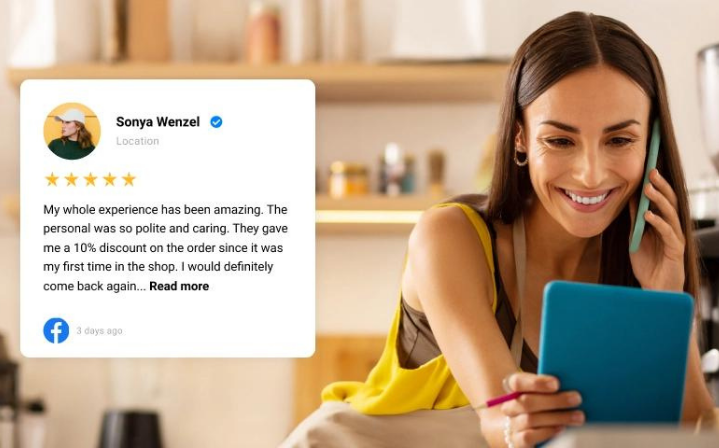 Sonya Wenzel
Location
My whole experience has been amazing. The
personal was so polite and caring. They gave
me a 10% discount on the order since it was
my first time in the shop. I would definitely
come back again... Read more
3 days ago